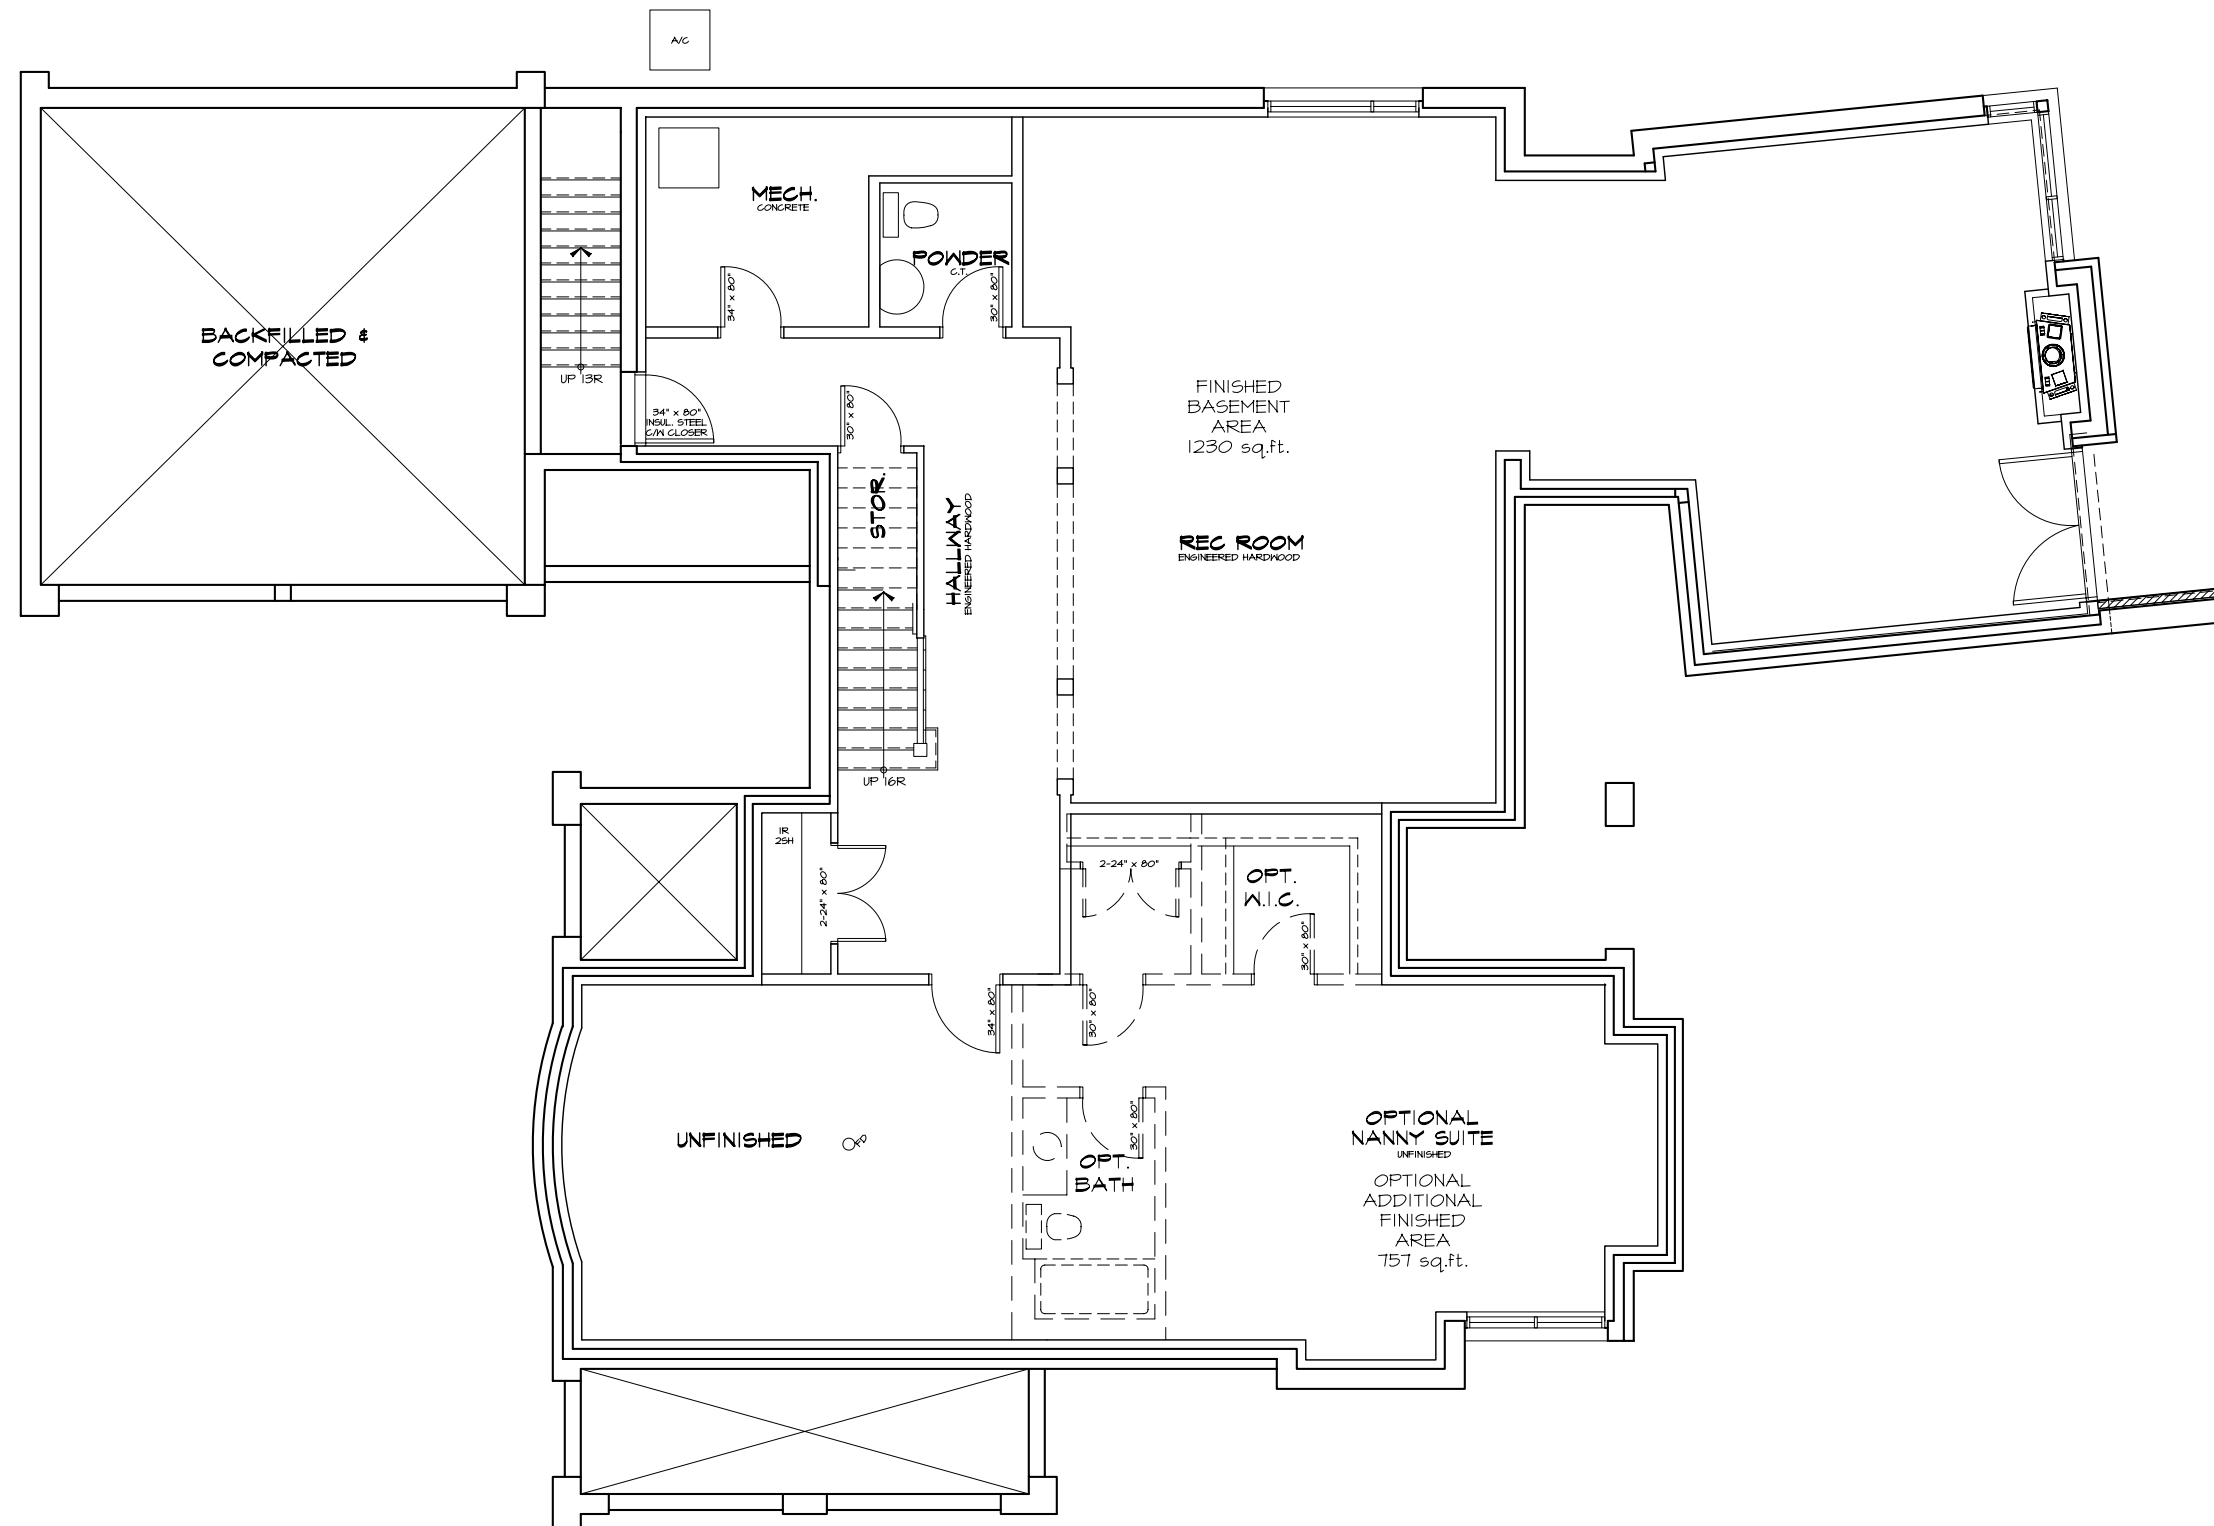 A/C
MECH.
CONCRETE
POWDER
C.T.
34" x 80"
30" x 80"
BACKFILLED &
COMPACTED
UP 13R
34" x 80"
INSUL. STEEL
C/W CLOSER
30" x 80"
FINISHED
BASEMENT
AREA
1230 sq.ft.
STOR.
HALLWAY
ENGINEERED HARDWOOD
REC ROOM
ENGINEERED HARDWOOD
UP 16R
1R
2SH
2-24" x 80"
2-24" x 80"
OPT.
W.I.C.
30" x 80"
34" x 80"
30" x 80"
UNFINISHED
FD
30" x 80"
OPT.
BATH
OPTIONAL
NANNY SUITE
UNFINISHED
OPTIONAL
ADDITIONAL
FINISHED
AREA
757 sq.ft.